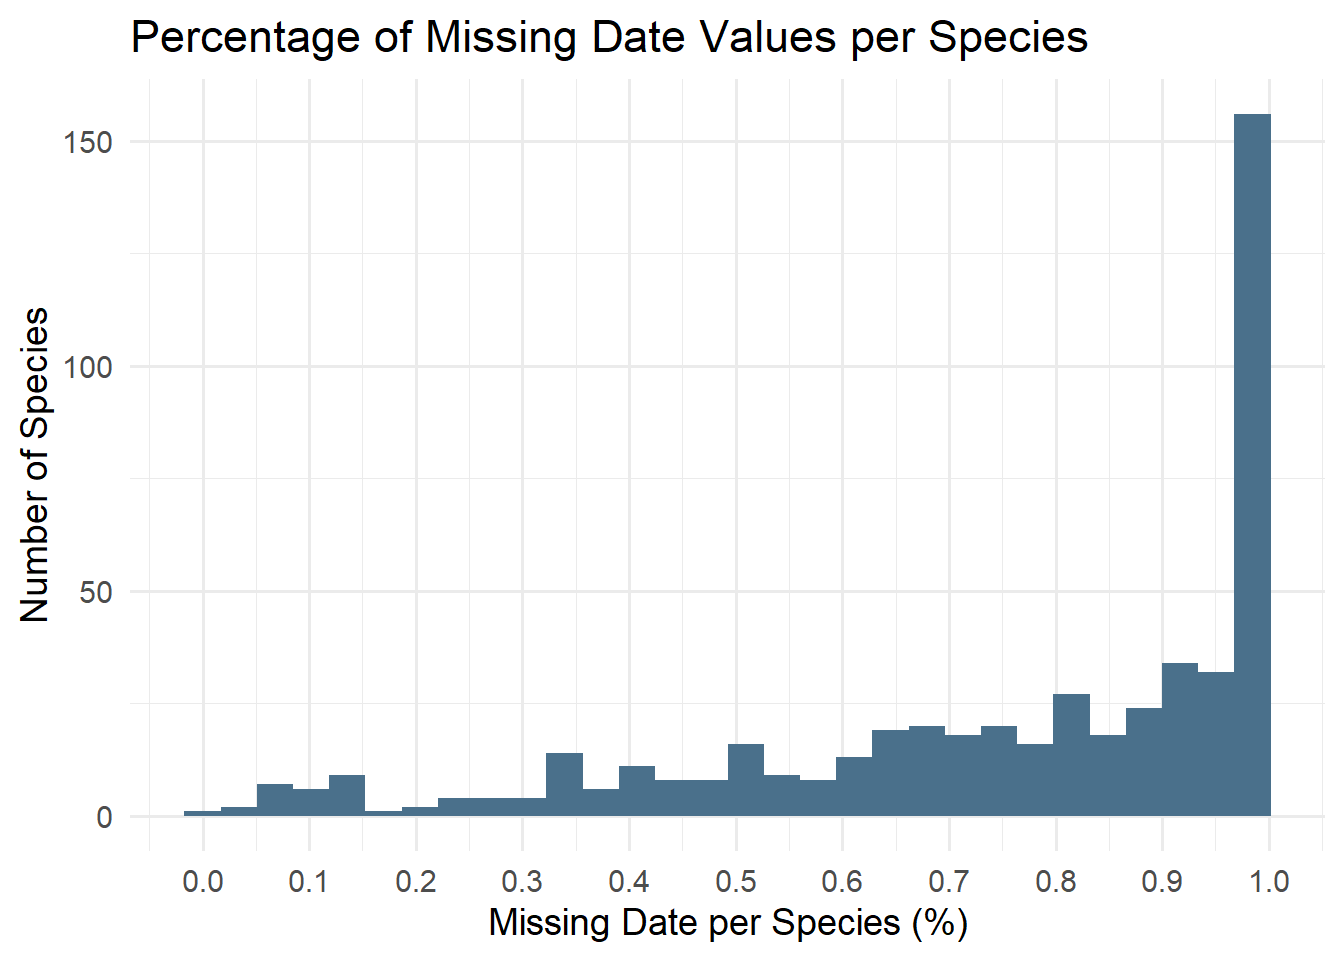 Percentage of Missing Date Values per Species
Number of Species
150
100
50
0
0.0 0.1 0.2 0.3 0.4 0.5 0.6 0.7 0.8 0.9 1.0
Missing Date per Species (%)